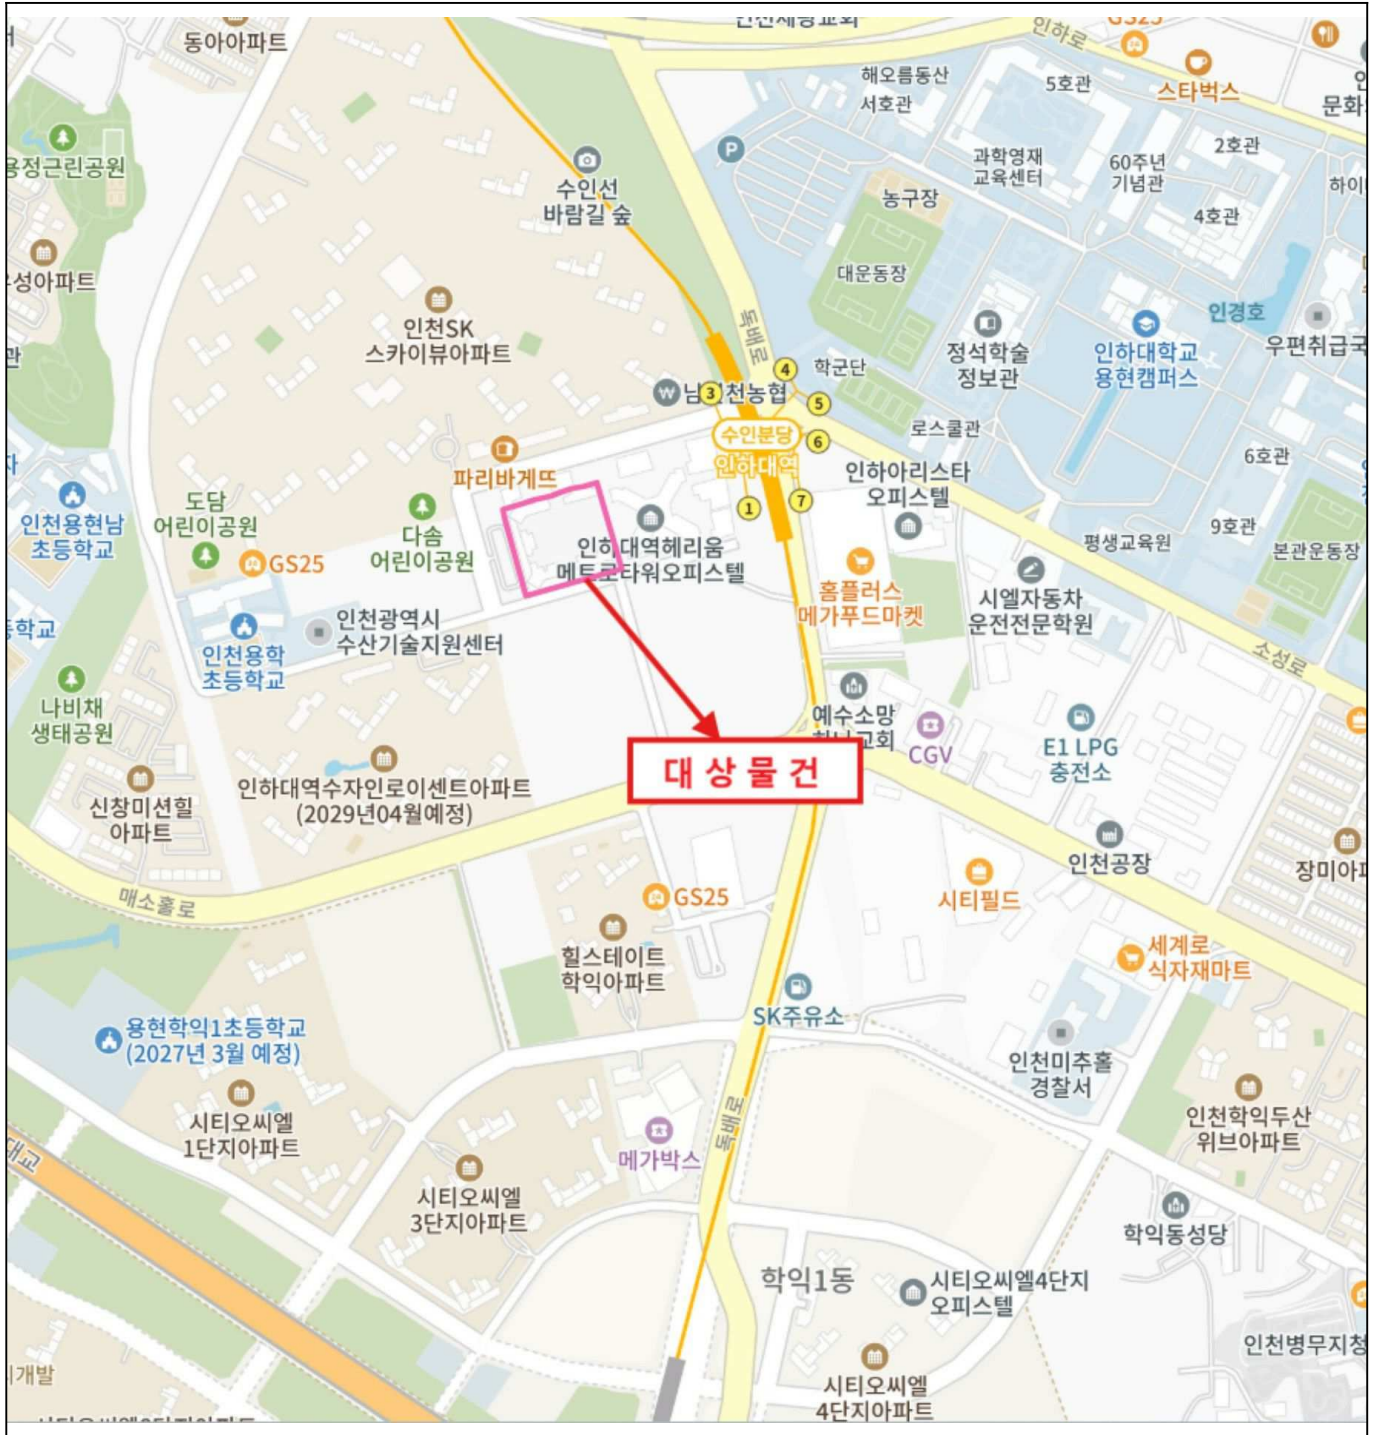 동아아파트
인하로
GS25
스타벅스
해오름동산
서호관
5호관
2호관
과학영재
교육센터
60주년
기념관
4호관
농구장
대운동장
용정근린공원
수인선
바람길 숲
인천SK
스카이뷰아파트
독배로
학군단
4
3
5
6
1
7
수인분당
인하대역
정석학술
정보관
인하대학교
용현캠퍼스
인경호
우편취급국
로스쿨관
6호관
9호관
본관운동장
평생교육원
파리바게뜨
도담
어린이공원
다솜
어린이공원
GS25
인천용현남
초등학교
인하대역헤리움
메트로타워오피스텔
인하아리스타
오피스텔
홈플러스
메가푸드마켓
시엘자동차
운전전문학원
소성로
인천광역시
수산기술지원센터
인천용학
초등학교
나비채
생태공원
예수소망
CGV
E1 LPG
충전소
대상물건
신창미션힐
아파트
인하대역수자인로이센트아파트
(2029년04월예정)
매소홀로
GS25
힐스테이트
학익아파트
시티필드
인천공장
세계로
식자재마트
SK주유소
용현학익1초등학교
(2027년 3월 예정)
시티오씨엘
1단지아파트
시티오씨엘
3단지아파트
메가박스
독배로
인천미추홀
경찰서
인천학익두산
위브아파트
학익동성당
학익1동
시티오씨엘4단지
오피스텔
시티오씨엘
4단지아파트
인천병무지청